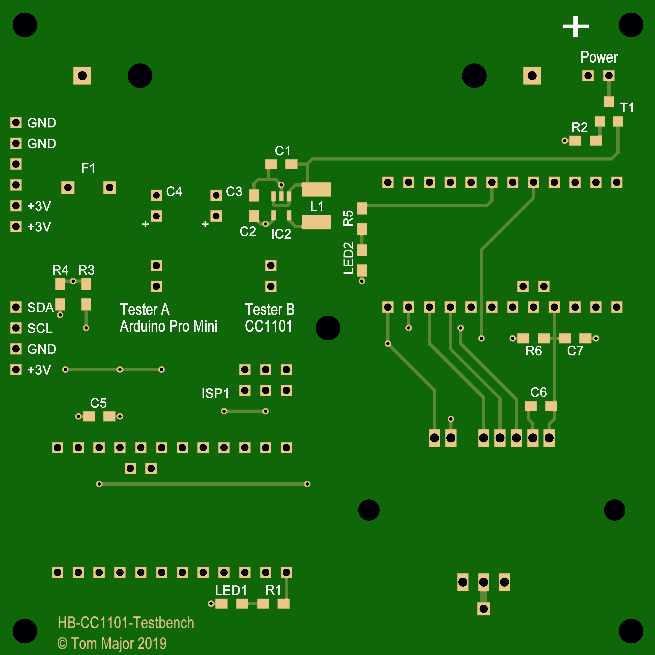 +
Power
T1
R2
GND
GND
C1
F1
+3V
+3V
C4
+
C3
+
C2
IC2
L1
R5
LED2
R4 R3
SDA
SCL
GND
+3V
Tester A
Arduino Pro Mini
Tester B
CC1101
R6
C7
ISP1
C6
C5
LED1
R1
HB-CC1101-Testbench
© Tom Major 2019